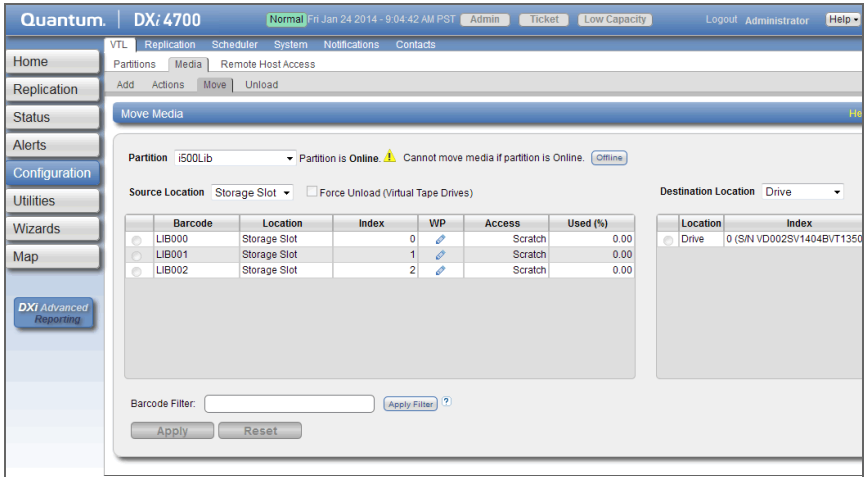 Quantum. DXi 4700 Normal Fri Jan 24 2014 - 9:04:42 AM PST Admin Ticket Low Capacity Logout Administrator Help
VTL Replication Scheduler System Notifications Contacts
Partitions Media Remote Host Access
Add Actions Move Unload
Home
Replication
Status
Alerts
Configuration
Utilities
Wizards
Map
DXi Advanced
Reporting
Move Media
Partition i500Lib Partition is Online. Cannot move media if partition is Online. Offline
Source Location Storage Slot Force Unload (Virtual Tape Drives) Destination Location Drive
Barcode Location Index WP Access Used (%) Location Index
LIB000 Storage Slot 0 Scratch 0.00 Drive 0 (S/N VD002SV1404BVT1350
LIB001 Storage Slot 1 Scratch 0.00
LIB002 Storage Slot 2 Scratch 0.00
Barcode Filter: Apply Filter ?
Apply Reset